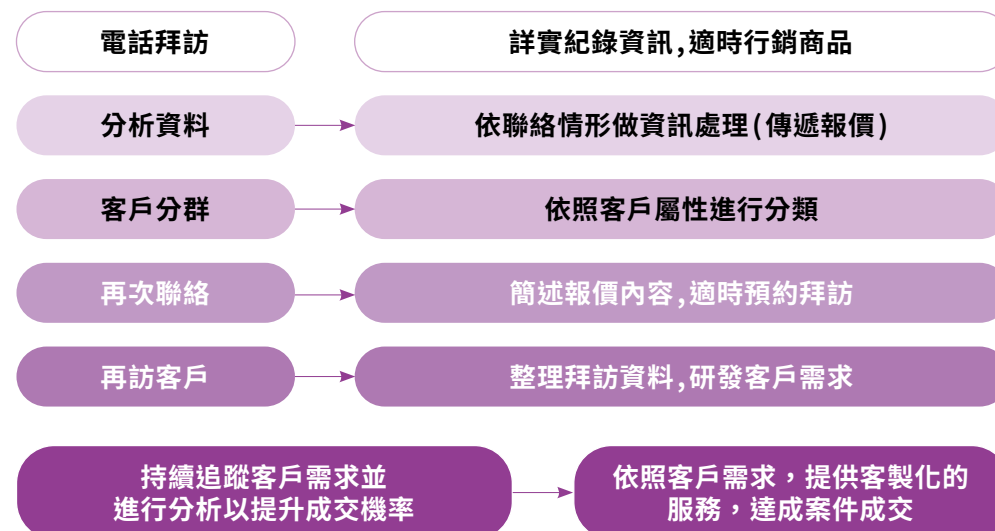 電話拜訪
詳實紀錄資訊,適時行銷商品
分析資料
依聯絡情形做資訊處理(傳遞報價)
客戶分群
依照客戶屬性進行分類
再次聯絡
簡述報價內容,適時預約拜訪
再訪客戶
整理拜訪資料,研發客戶需求
持續追蹤客戶需求並
進行分析以提升成交機率
依照客戶需求，提供客製化的
服務，達成案件成交